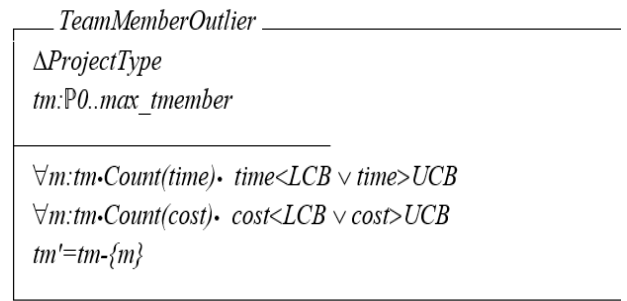 TeamMemberOutlier
ΔProjectType
tm:ℙ0..max_tmember
∀m:tm•Count(time)• time<LCB ∨ time>UCB
∀m:tm•Count(cost)• cost<LCB ∨ cost>UCB
tm'=tm-{m}